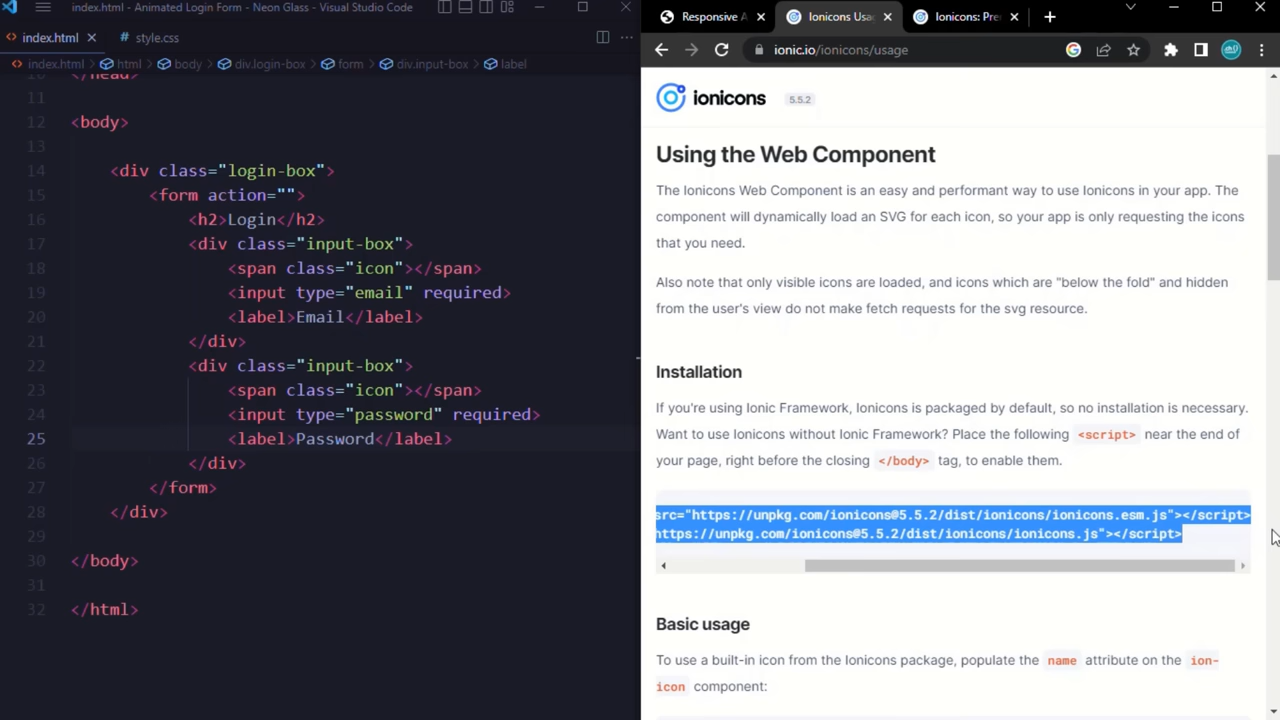 index.html - Animated Login Form - Neon Glass - Visual Studio Code
index.html
style.css
index.html > html > body > div.login-box > form > div.input-box > label
10 </head>
11
12 <body>
13
14 <div class="login-box">
15 <form action="">
16 <h2>Login</h2>
17 <div class="input-box">
18 <span class="icon"></span>
19 <input type="email" required>
20 <label>Email</label>
21 </div>
22 <div class="input-box">
23 <span class="icon"></span>
24 <input type="password" required>
25 <label>Password</label>
26 </div>
27 </form>
28 </div>
29
30 </body>
31
32 </html>
Responsive A
Ionicons Usa
Ionicons: Pre
ionic.io/ionicons/usage
ionicons 5.5.2
Using the Web Component
The Ionicons Web Component is an easy and performant way to use Ionicons in your app. The
component will dynamically load an SVG for each icon, so your app is only requesting the icons
that you need.
Also note that only visible icons are loaded, and icons which are "below the fold" and hidden
from the user's view do not make fetch requests for the svg resource.
Installation
If you're using Ionic Framework, Ionicons is packaged by default, so no installation is necessary.
Want to use Ionicons without Ionic Framework? Place the following <script> near the end of
your page, right before the closing </body> tag, to enable them.
src="https://unpkg.com/ionicons@5.5.2/dist/ionicons/ionicons.esm.js"></script>
https://unpkg.com/ionicons@5.5.2/dist/ionicons/ionicons.js"></script>
Basic usage
To use a built-in icon from the Ionicons package, populate the name attribute on the ion-
icon component: